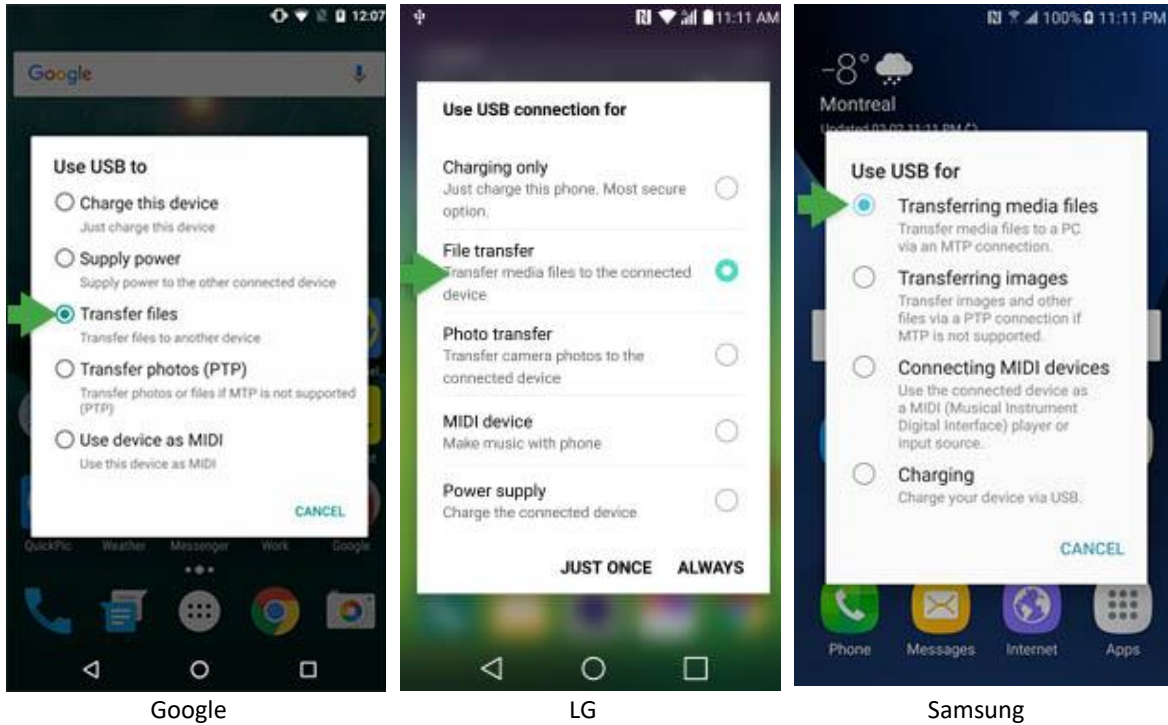 12:07
Google
Use USB to
Charge this device
Just charge this device
Supply power
Supply power to the other connected device
Transfer files
Transfer files to another device
Transfer photos (PTP)
Transfer photos or files if MTP is not supported
(PTP)
Use device as MIDI
Use this device as MIDI
CANCEL
QuickPic Weather Messenger Work Google
11:11 AM
Use USB connection for
Charging only
Just charge this phone. Most secure
option.
File transfer
Transfer media files to the connected
device
Photo transfer
Transfer camera photos to the
connected device
MIDI device
Make music with phone
Power supply
Charge the connected device
JUST ONCE ALWAYS
100% 11:11 PM
-8°
Montreal
Updated 03-02 11:11 PM
Use USB for
Transferring media files
Transfer media files to a PC
via an MTP connection.
Transferring images
Transfer images and other
files via a PTP connection if
MTP is not supported.
Connecting MIDI devices
Use the connected device as
a MIDI (Musical Instrument
Digital Interface) player or
input source.
Charging
Charge your device via USB.
CANCEL
Phone Messages Internet Apps
Google LG Samsung